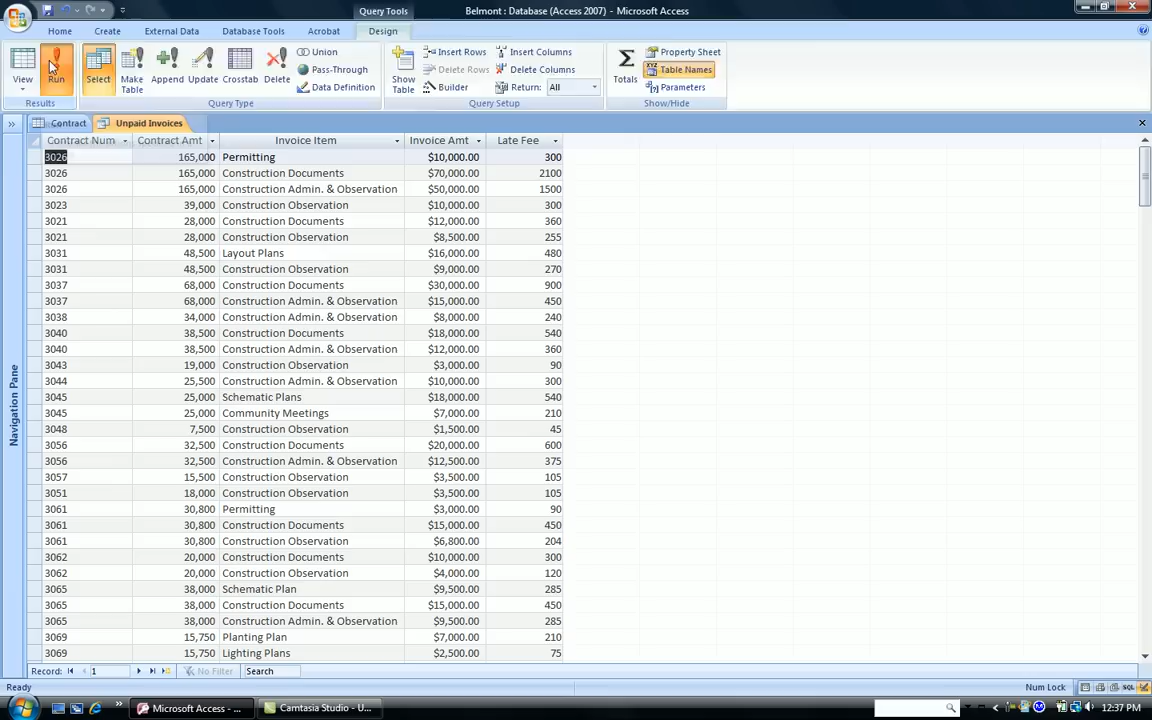 Query Tools
Belmont : Database (Access 2007) - Microsoft Access
Home Create External Data Database Tools Acrobat Design
View Run
Select Make Table Append Update Crosstab Delete
Union
Pass-Through
Data Definition
Show Table
Insert Rows
Delete Rows
Builder
Insert Columns
Delete Columns
Return: All
Totals
Property Sheet
Table Names
Parameters
Results Query Type Query Setup Show/Hide
Contract Unpaid Invoices
Contract Num Contract Amt Invoice Item Invoice Amt Late Fee
3026 165,000 Permitting $10,000.00 300
3026 165,000 Construction Documents $70,000.00 2100
3026 165,000 Construction Admin. & Observation $50,000.00 1500
3023 39,000 Construction Observation $10,000.00 300
3021 28,000 Construction Documents $12,000.00 360
3021 28,000 Construction Observation $8,500.00 255
3031 48,500 Layout Plans $16,000.00 480
3031 48,500 Construction Observation $9,000.00 270
3037 68,000 Construction Documents $30,000.00 900
3037 68,000 Construction Admin. & Observation $15,000.00 450
3038 34,000 Construction Admin. & Observation $8,000.00 240
3040 38,500 Construction Documents $18,000.00 540
3040 38,500 Construction Admin. & Observation $12,000.00 360
3043 19,000 Construction Observation $3,000.00 90
3044 25,500 Construction Admin. & Observation $10,000.00 300
3045 25,000 Schematic Plans $18,000.00 540
3045 25,000 Community Meetings $7,000.00 210
3048 7,500 Construction Observation $1,500.00 45
3056 32,500 Construction Documents $20,000.00 600
3056 32,500 Construction Admin. & Observation $12,500.00 375
3057 15,500 Construction Observation $3,500.00 105
3051 18,000 Construction Observation $3,500.00 105
3061 30,800 Permitting $3,000.00 90
3061 30,800 Construction Documents $15,000.00 450
3061 30,800 Construction Observation $6,800.00 204
3062 20,000 Construction Documents $10,000.00 300
3062 20,000 Construction Observation $4,000.00 120
3065 38,000 Schematic Plan $9,500.00 285
3065 38,000 Construction Documents $15,000.00 450
3065 38,000 Construction Admin. & Observation $9,500.00 285
3069 15,750 Planting Plan $7,000.00 210
3069 15,750 Lighting Plans $2,500.00 75
Navigation Pane
Record: 1 No Filter Search
Ready Num Lock SQL
Microsoft Access - ... Camtasia Studio - U... 12:37 PM